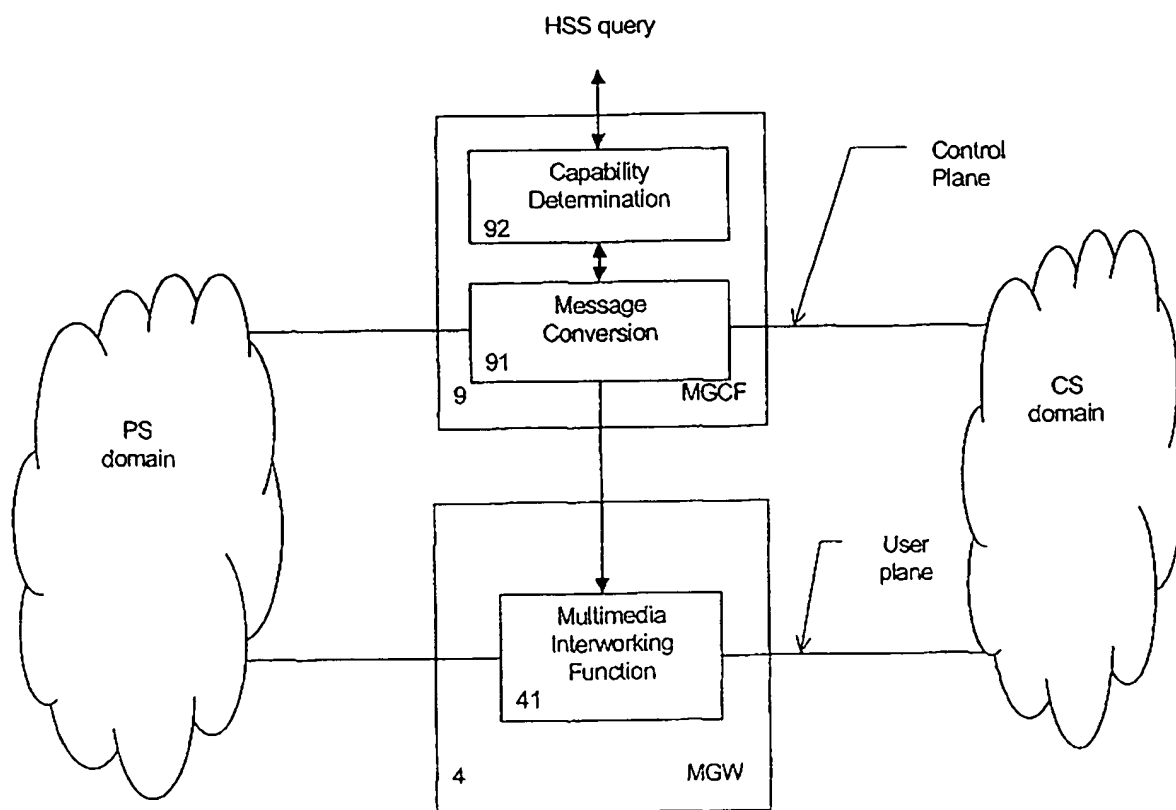 HSS query
Capability
Determination
92
Control
Plane
Message
Conversion
91
9
MGCF
PS
domain
CS
domain
User
plane
Multimedia
Interworking
Function
41
4
MGW